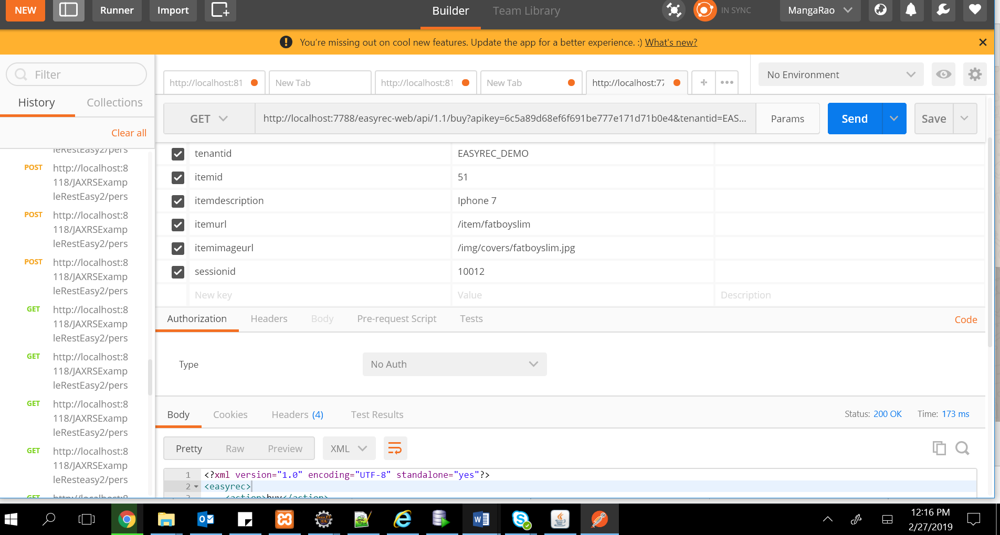 NEW
Runner
Import
Builder
Team Library
IN SYNC
MangaRao
You're missing out on cool new features. Update the app for a better experience. :) What's new?
Filter
History
Collections
Clear all
leRestEasy2/pers
POST http://localhost:8
118/JAXRSExamp
leRestEasy2/pers
POST http://localhost:8
118/JAXRSExamp
leRestEasy2/pers
POST http://localhost:8
118/JAXRSExamp
leRestEasy2/pers
GET http://localhost:8
118/JAXRSExamp
leRestEasy2/pers
GET http://localhost:8
118/JAXRSExamp
leRestEasy2/pers
GET http://localhost:8
118/JAXRSExamp
leRestEasy2/pers
GET http://localhost:8
118/JAXRSExamp
leResteasy2/pers
GET http://localhost:8
http://localhost:81
New Tab
http://localhost:81
New Tab
http://localhost:77
No Environment
GET
http://localhost:7788/easyrec-web/api/1.1/buy?apikey=6c5a89d68ef6f691be777e171d71b0e4&tenantid=EAS...
Params
Send
Save
tenantid EASYREC_DEMO
itemid 51
itemdescription Iphone 7
itemurl /item/fatboyslim
itemimageurl /img/covers/fatboyslim.jpg
sessionid 10012
New key Value Description
Authorization Headers Body Pre-request Script Tests Code
Type No Auth
Body Cookies Headers (4) Test Results Status: 200 OK Time: 173 ms
Pretty Raw Preview XML
1 <?xml version="1.0" encoding="UTF-8" standalone="yes"?>
2 <easyrec>
3 <action>buy</action>
12:16 PM
2/27/2019